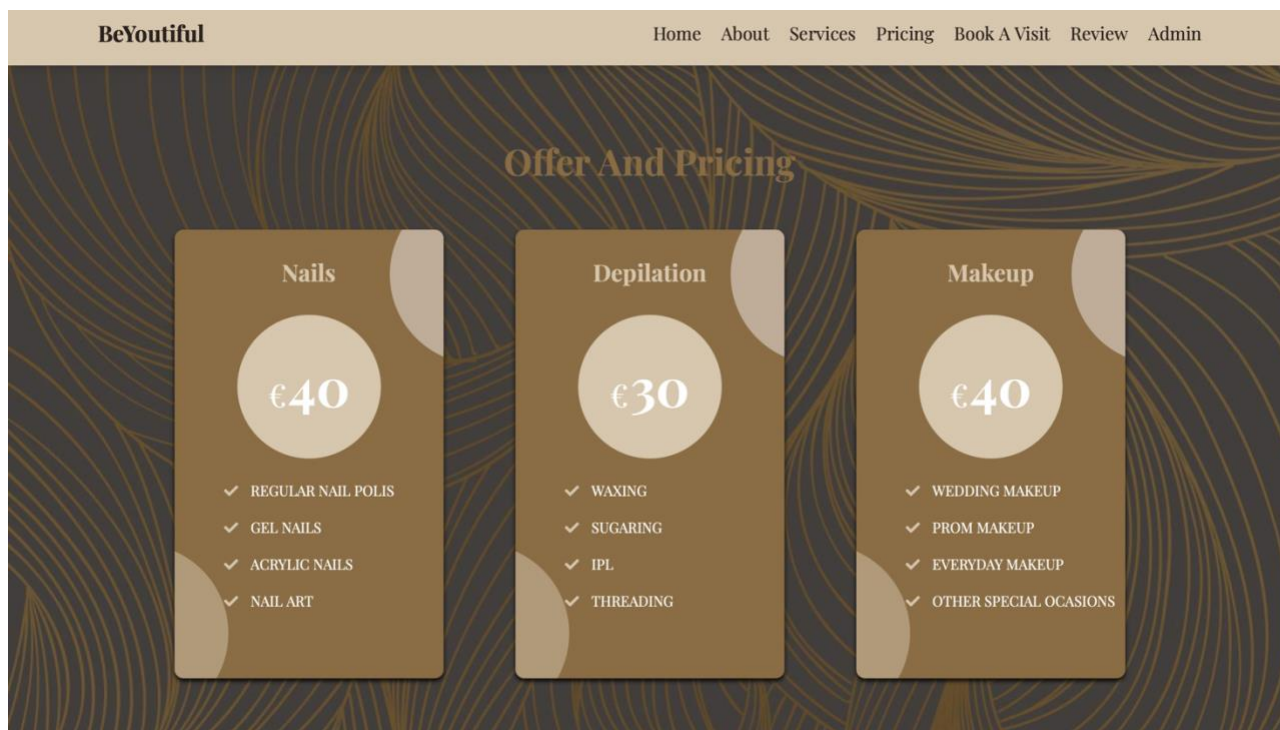 BeYoutiful
Home About Services Pricing Book A Visit Review Admin
Offer And Pricing
Nails
€40
REGULAR NAIL POLIS
GEL NAILS
ACRYLIC NAILS
NAIL ART
Depilation
€30
WAXING
SUGARING
IPL
THREADING
Makeup
€40
WEDDING MAKEUP
PROM MAKEUP
EVERYDAY MAKEUP
OTHER SPECIAL OCASIONS